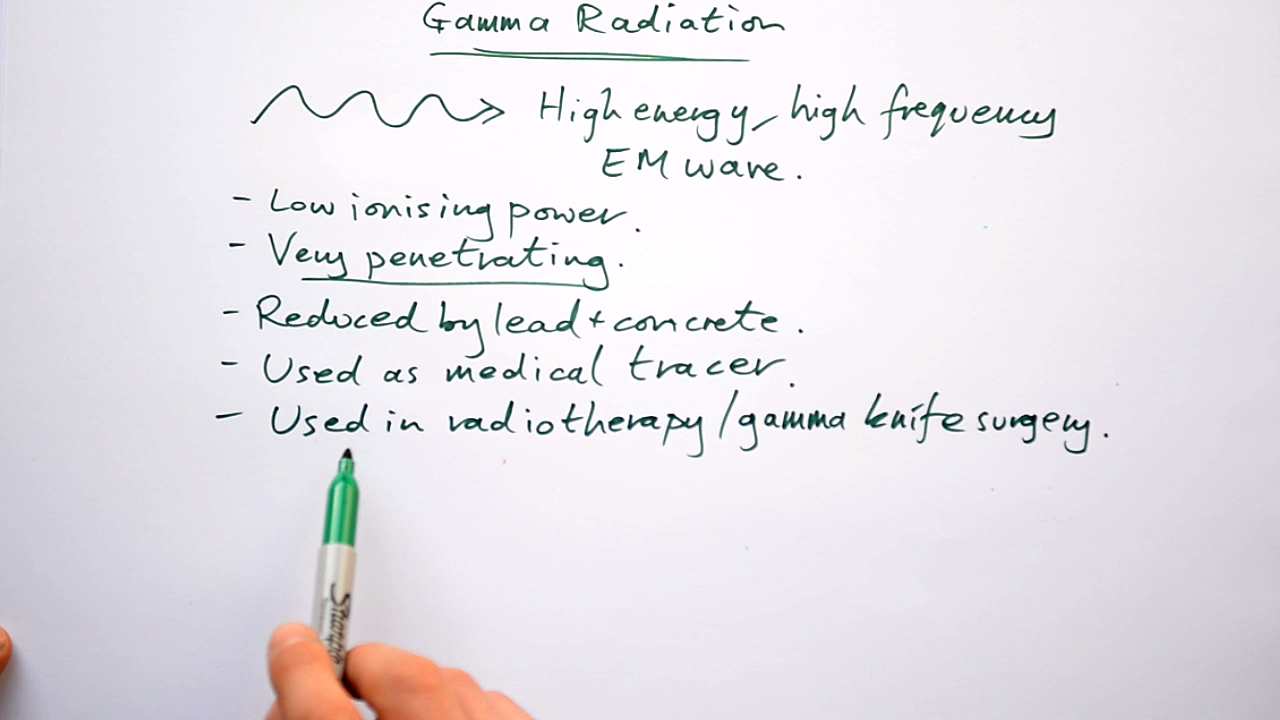 Gamma Radiation
High energy, high frequency
EM wave.
- Low ionising power.
- Very penetrating.
- Reduced by lead + concrete.
- Used as medical tracer.
- Used in radiotherapy / gamma knife surgery.
Sharpie